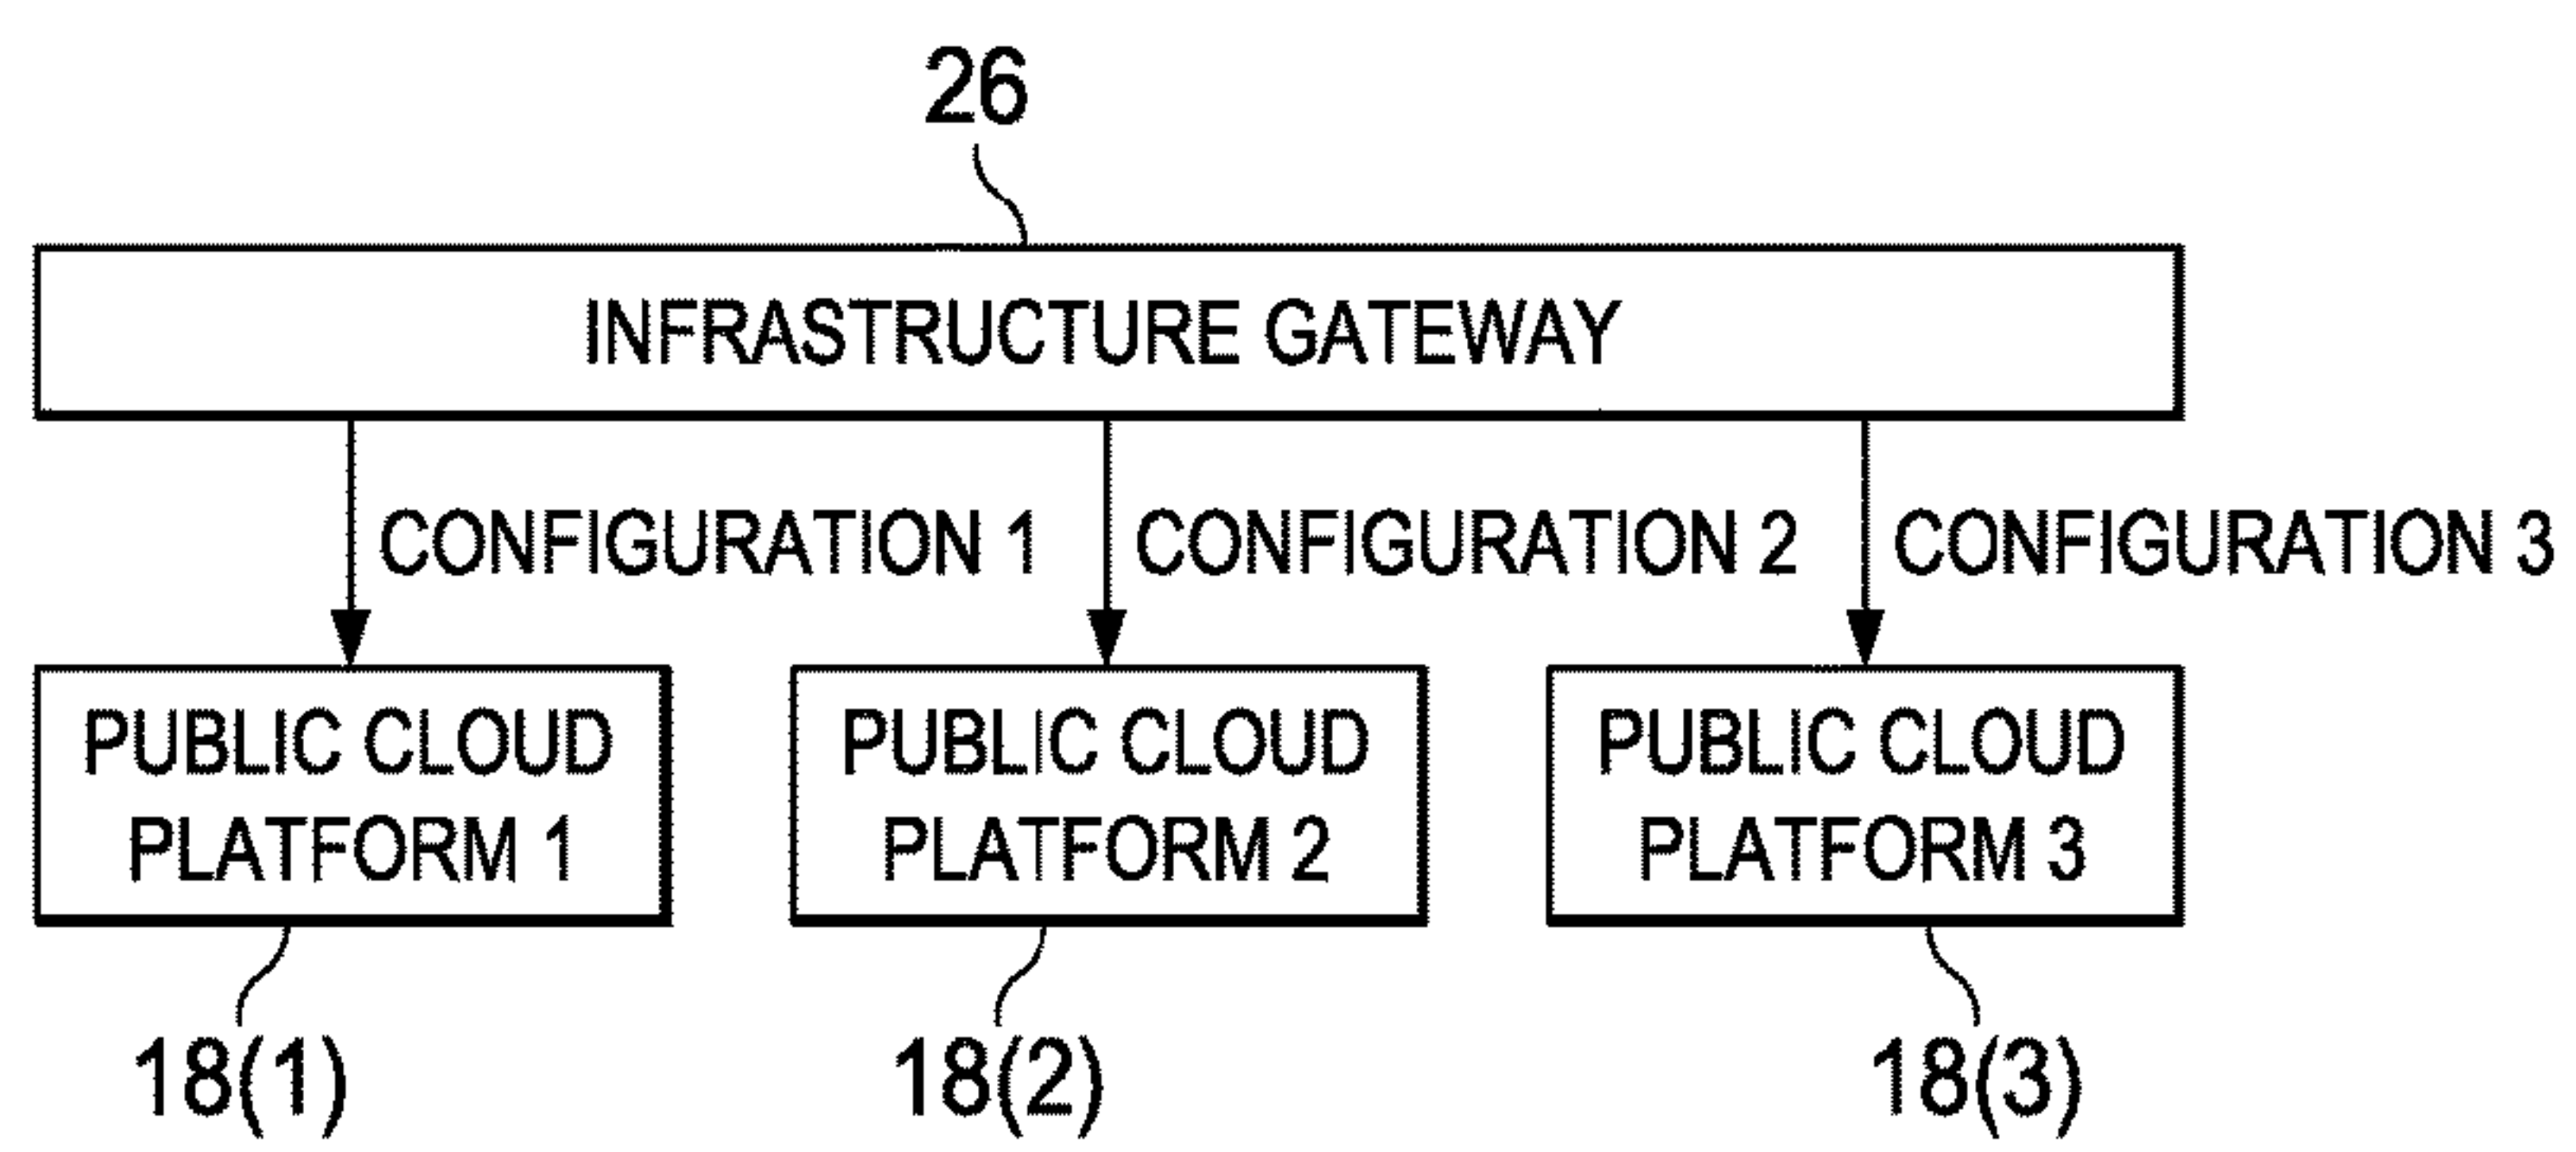 26
INFRASTRUCTURE GATEWAY
CONFIGURATION 1
CONFIGURATION 2
CONFIGURATION 3
PUBLIC CLOUD
PLATFORM 1
PUBLIC CLOUD
PLATFORM 2
PUBLIC CLOUD
PLATFORM 3
18(1)
18(2)
18(3)